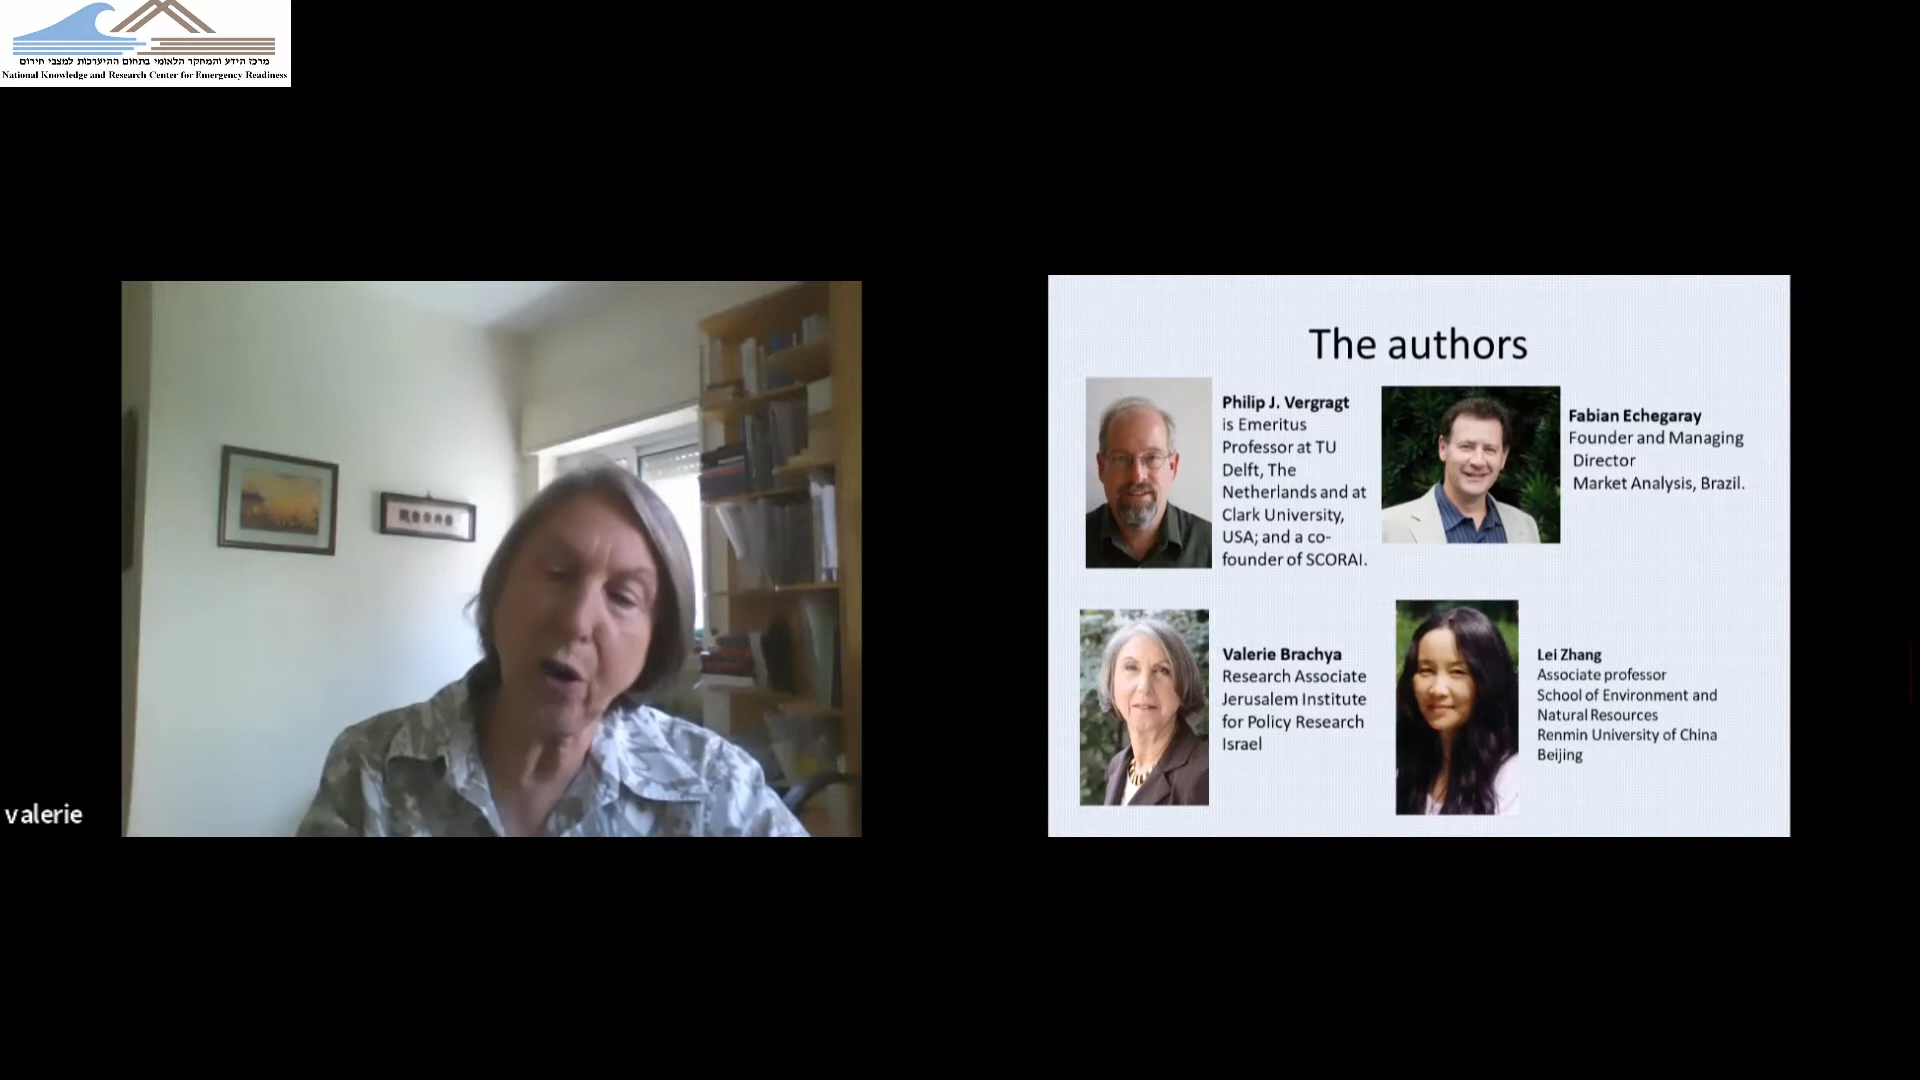 מרכז הידע והמחקר הלאומי בתחום ההיערכות למצבי חירום
National Knowledge and Research Center for Emergency Readiness
valerie
The authors
Philip J. Vergragt
is Emeritus
Professor at TU
Delft, The
Netherlands and at
Clark University,
USA; and a co-
founder of SCORAI.
Fabian Echegaray
Founder and Managing
Director
Market Analysis, Brazil.
Valerie Brachya
Research Associate
Jerusalem Institute
for Policy Research
Israel
Lei Zhang
Associate professor
School of Environment and
Natural Resources
Renmin University of China
Beijing